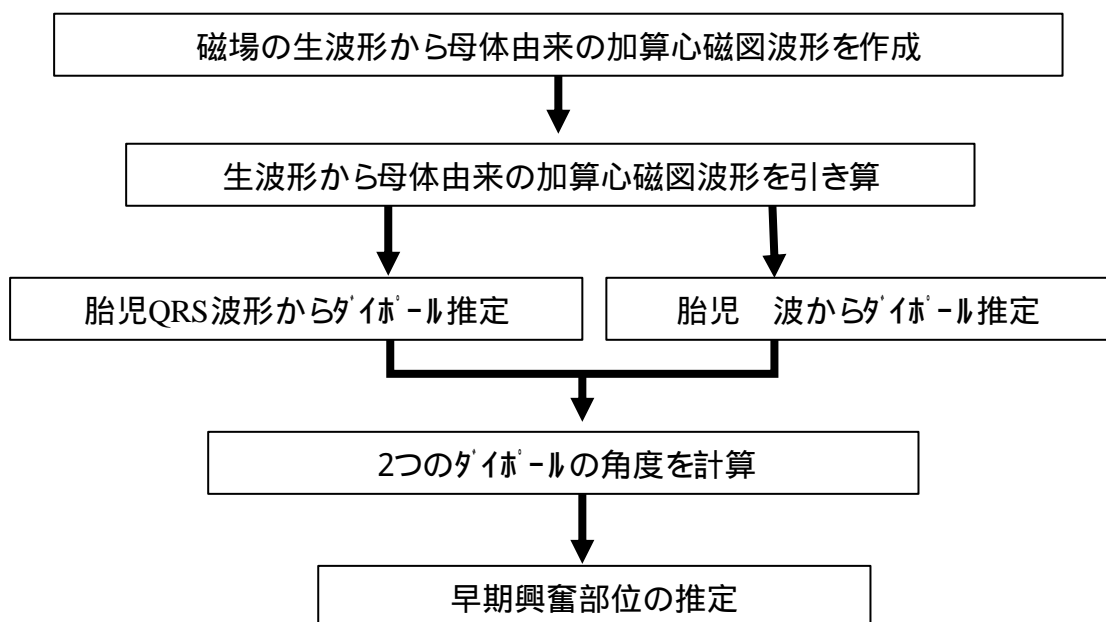 磁場の生波形から母体由来の加算心磁図波形を作成
生波形から母体由来の加算心磁図波形を引き算
胎児QRS波形からﾀﾞｲﾎﾟｰﾙ推定
胎児　波からﾀﾞｲﾎﾟｰﾙ推定
2つのﾀﾞｲﾎﾟｰﾙの角度を計算
早期興奮部位の推定